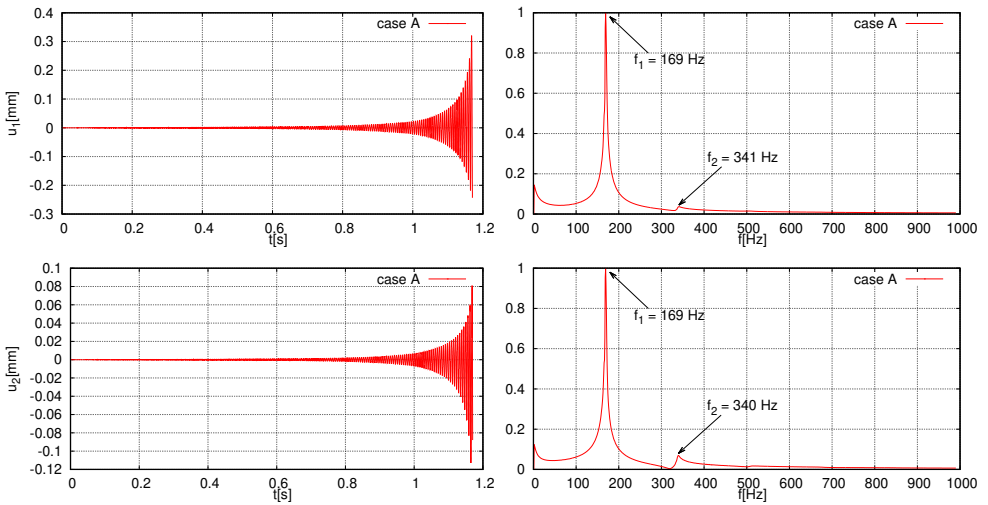 case A
0.4
0.3
0.2
0.1
0
-0.1
-0.2
-0.3
u1[mm]
0 0.2 0.4 0.6 0.8 1.0 1.2
t[s]
case A
1
0.8
0.6
0.4
0.2
0
f1 = 169 Hz
f2 = 341 Hz
0 100 200 300 400 500 600 700 800 900 1000
f[Hz]
case A
0.1
0.08
0.06
0.04
0.02
0
-0.02
-0.04
-0.06
-0.08
-0.1
-0.12
u2[mm]
0 0.2 0.4 0.6 0.8 1 1.2
t[s]
case A
1
0.8
0.6
0.4
0.2
0
f1 = 169 Hz
f2 = 340 Hz
0 100 200 300 400 500 600 700 800 900 1000
f[Hz]